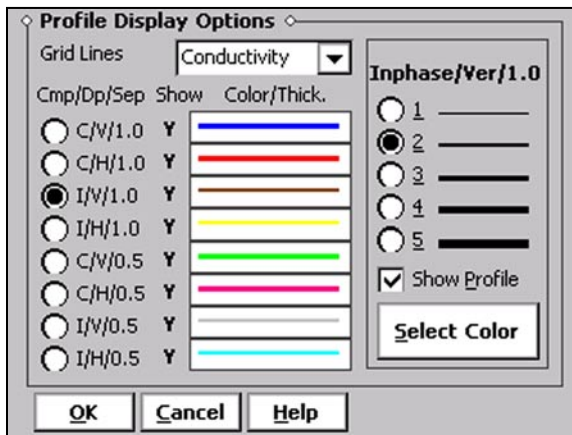 Profile Display Options
Grid Lines Conductivity
Cmp/Dp/Sep Show Color/Thick.
C/V/1.0 Y
C/H/1.0 Y
I/V/1.0 Y
I/H/1.0 Y
C/V/0.5 Y
C/H/0.5 Y
I/V/0.5 Y
I/H/0.5 Y
Inphase/Ver/1.0
1
2
3
4
5
Show Profile
Select Color
OK Cancel Help